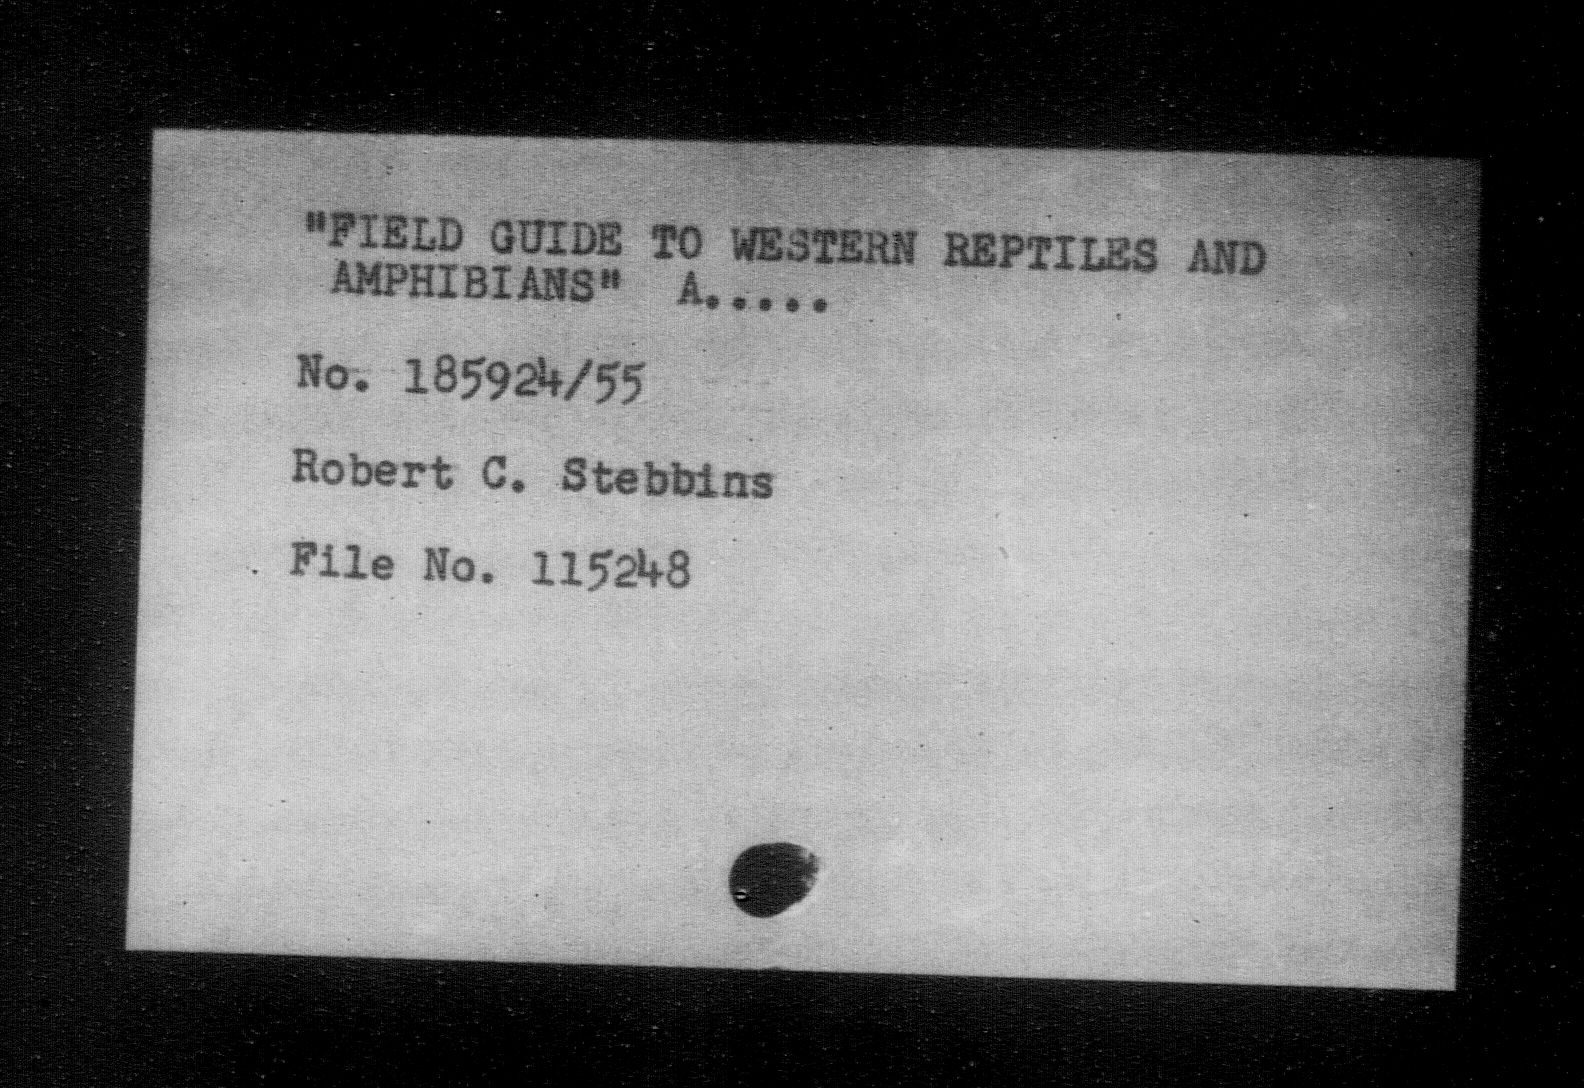 "FIELD GUIDE TO WESTERN REPTILES AND
AMPHIBIANS" A.....
No. 185924/55
Robert C. Stebbins
File No. 115248